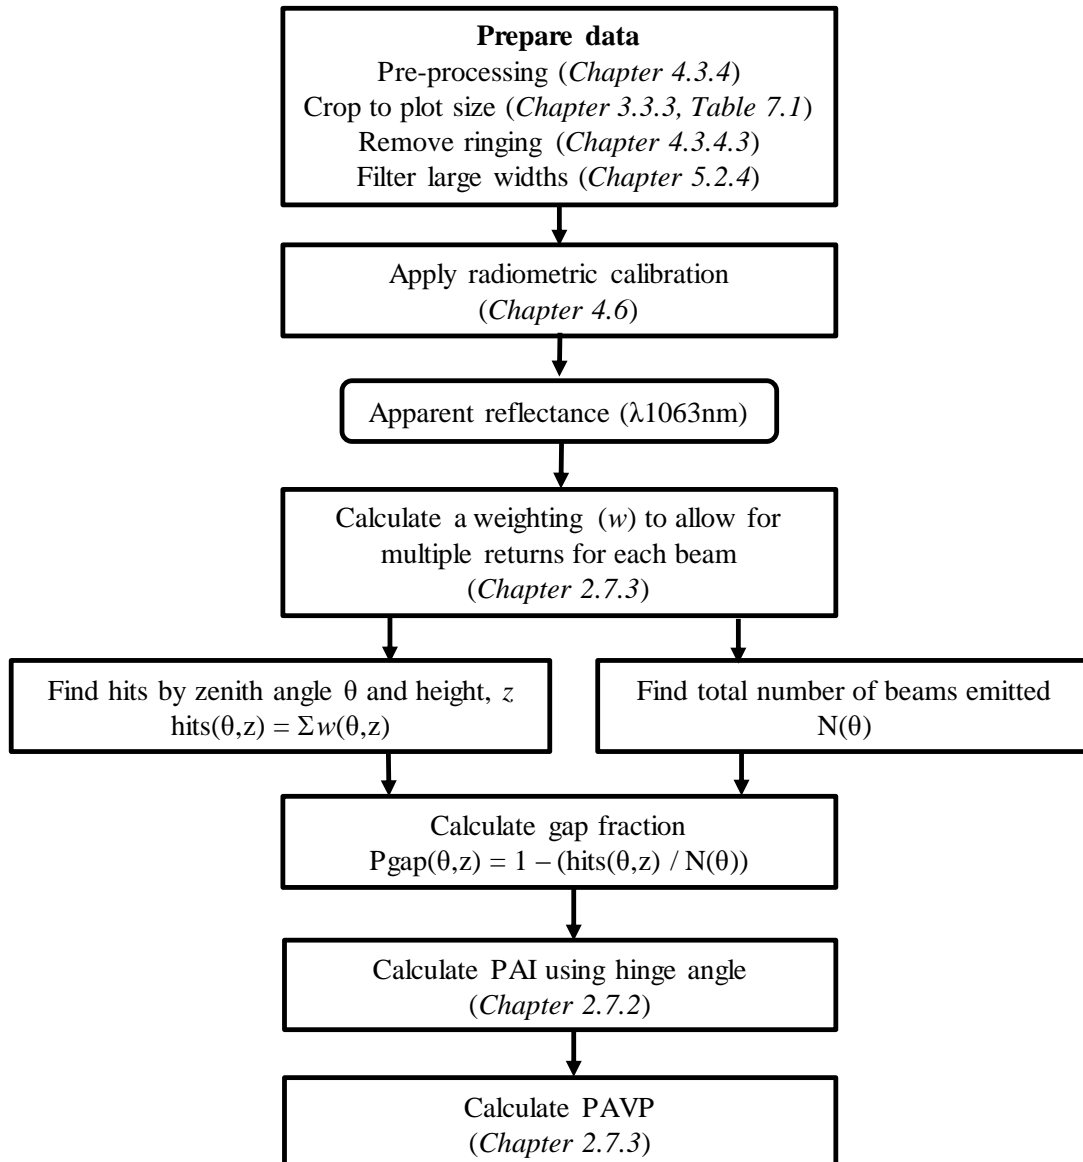 Prepare data
Pre-processing (Chapter 4.3.4)
Crop to plot size (Chapter 3.3.3, Table 7.1)
Remove ringing (Chapter 4.3.4.3)
Filter large widths (Chapter 5.2.4)
Apply radiometric calibration
(Chapter 4.6)
Apparent reflectance (λ1063nm)
Calculate a weighting (w) to allow for
multiple returns for each beam
(Chapter 2.7.3)
Find hits by zenith angle θ and height, z
hits(θ,z) = Σw(θ,z)
Find total number of beams emitted
N(θ)
Calculate gap fraction
Pgap(θ,z) = 1 – (hits(θ,z) / N(θ))
Calculate PAI using hinge angle
(Chapter 2.7.2)
Calculate PAVP
(Chapter 2.7.3)